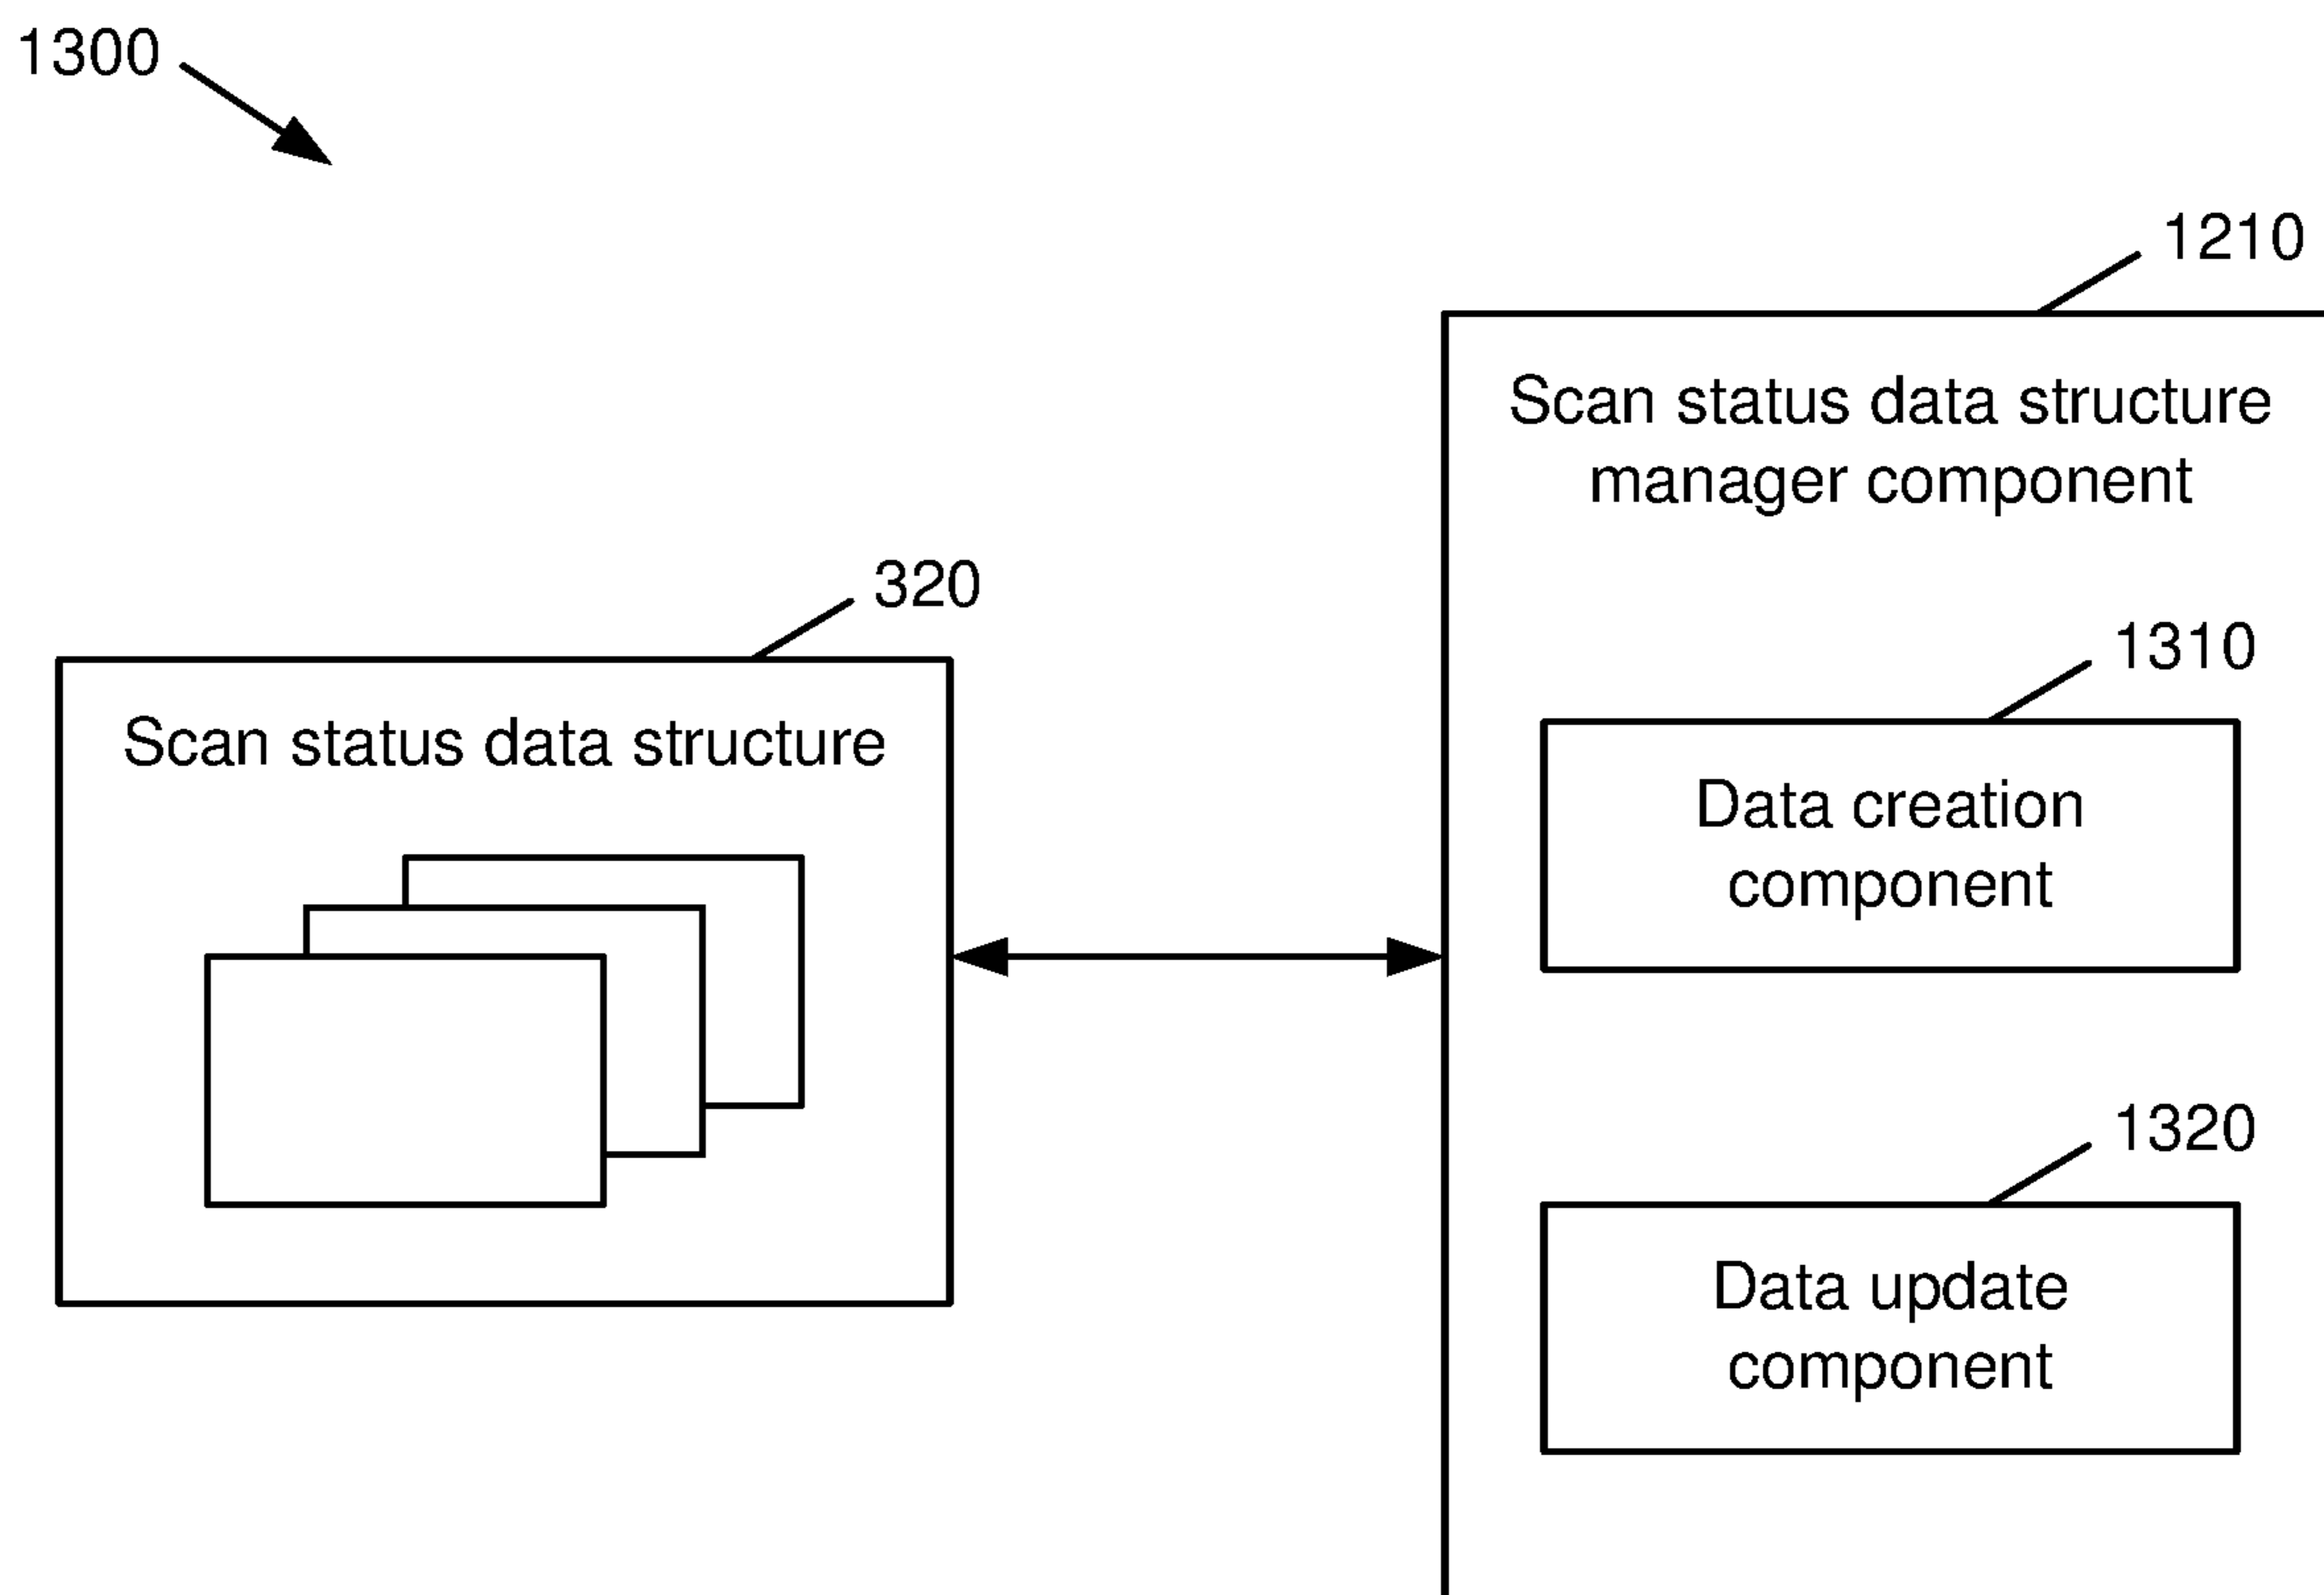 1300
1210
Scan status data structure
manager component
320
1310
Scan status data structure
Data creation
component
1320
Data update
component